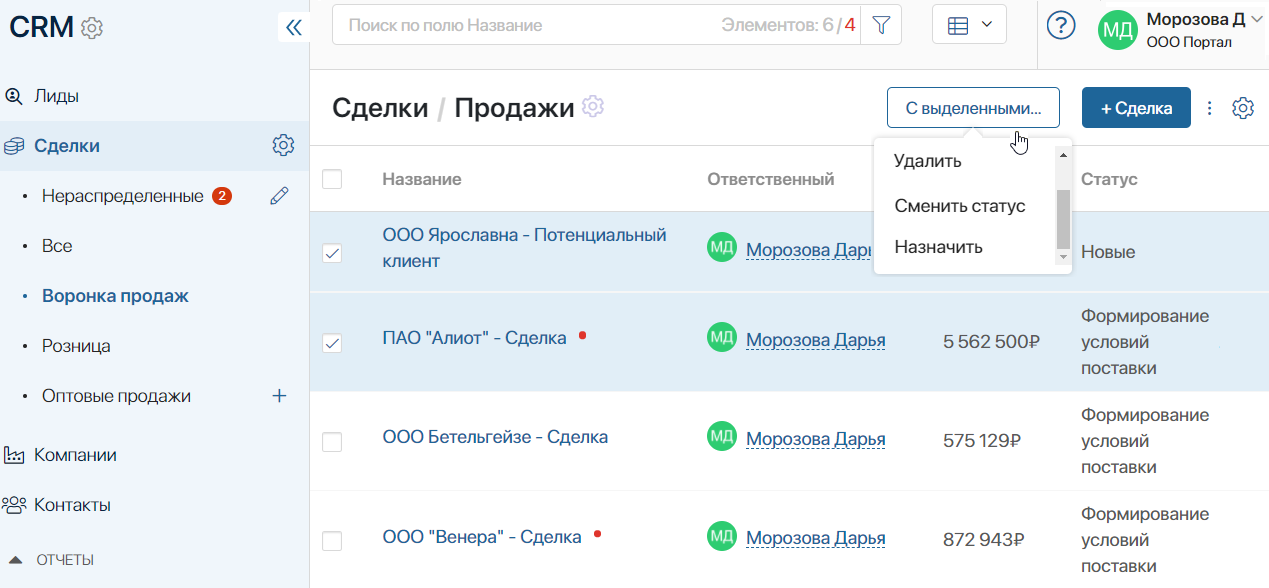 CRM
Поиск по полю Название
Элементов: 6/4
?
МД
Морозова Д
ООО Портал
Лиды
Сделки
Нераспределенные 2
Все
Воронка продаж
Розница
Оптовые продажи
Компании
Контакты
ОТЧЕТЫ
Сделки / Продажи
С выделенными...
+ Сделка
Удалить
Сменить статус
Назначить
Название
Ответственный
Статус
ООО Ярославна - Потенциальный
клиент
МД Морозова Дарь
Новые
ПАО "Алиот" - Сделка
МД Морозова Дарья
5 562 500₽
Формирование
условий
поставки
ООО Бетельгейзе - Сделка
МД Морозова Дарья
575 129₽
Формирование
условий
поставки
ООО "Венера" - Сделка
МД Морозова Дарья
872 943₽
Формирование
условий
поставки